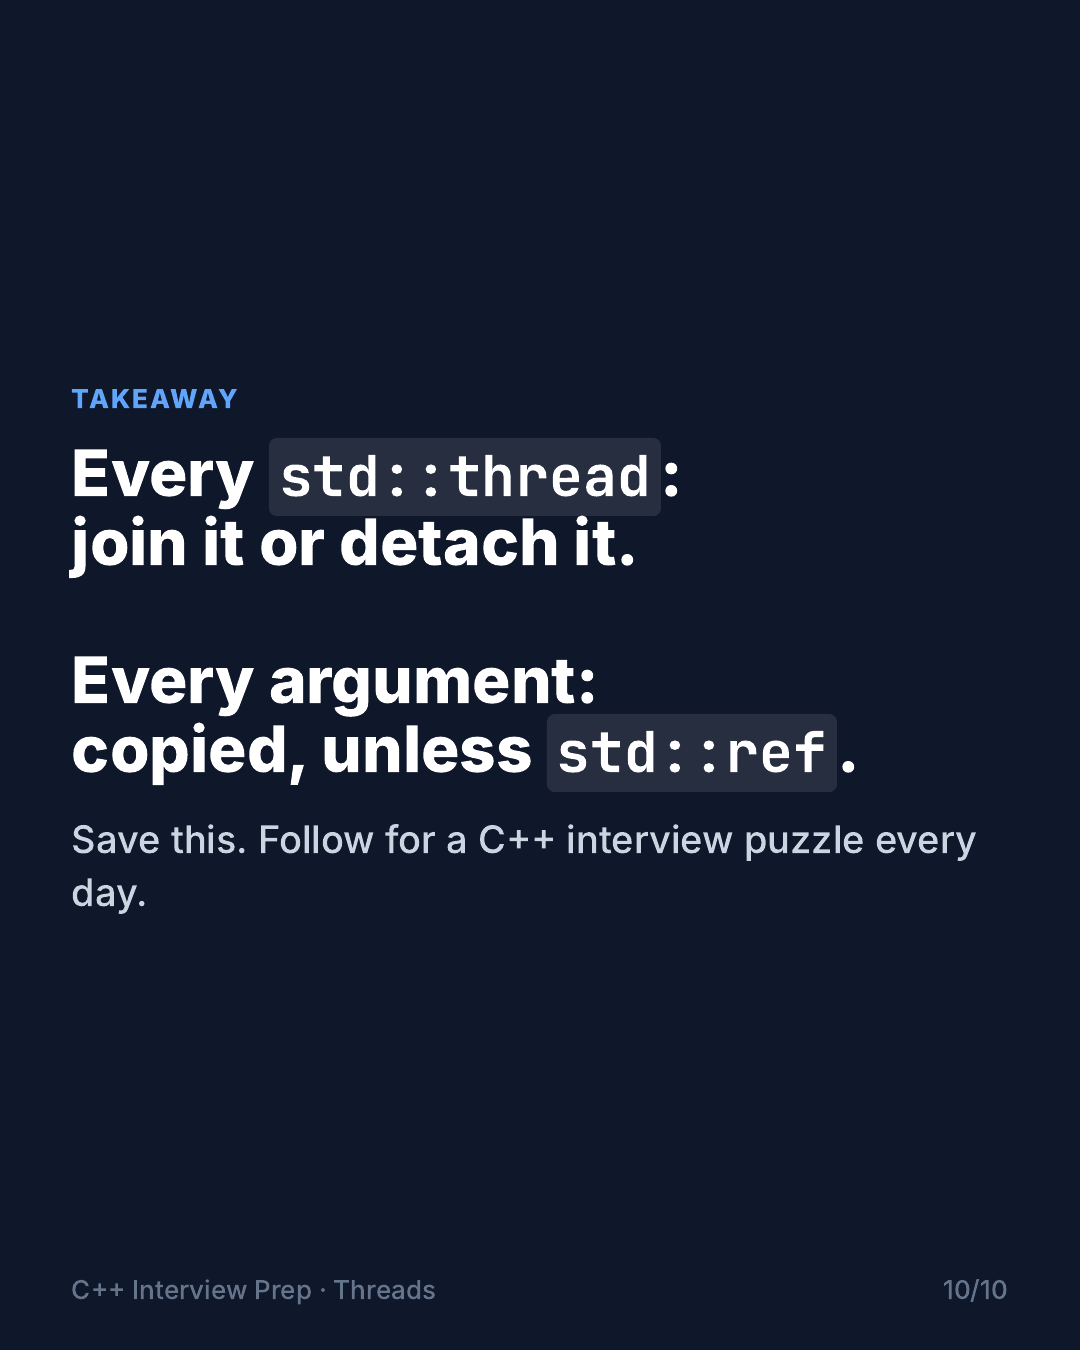 TAKEAWAY
Every std::thread:
join it or detach it.
Every argument:
copied, unless std::ref.
Save this. Follow for a C++ interview puzzle every
day.
C++ Interview Prep · Threads
10/10